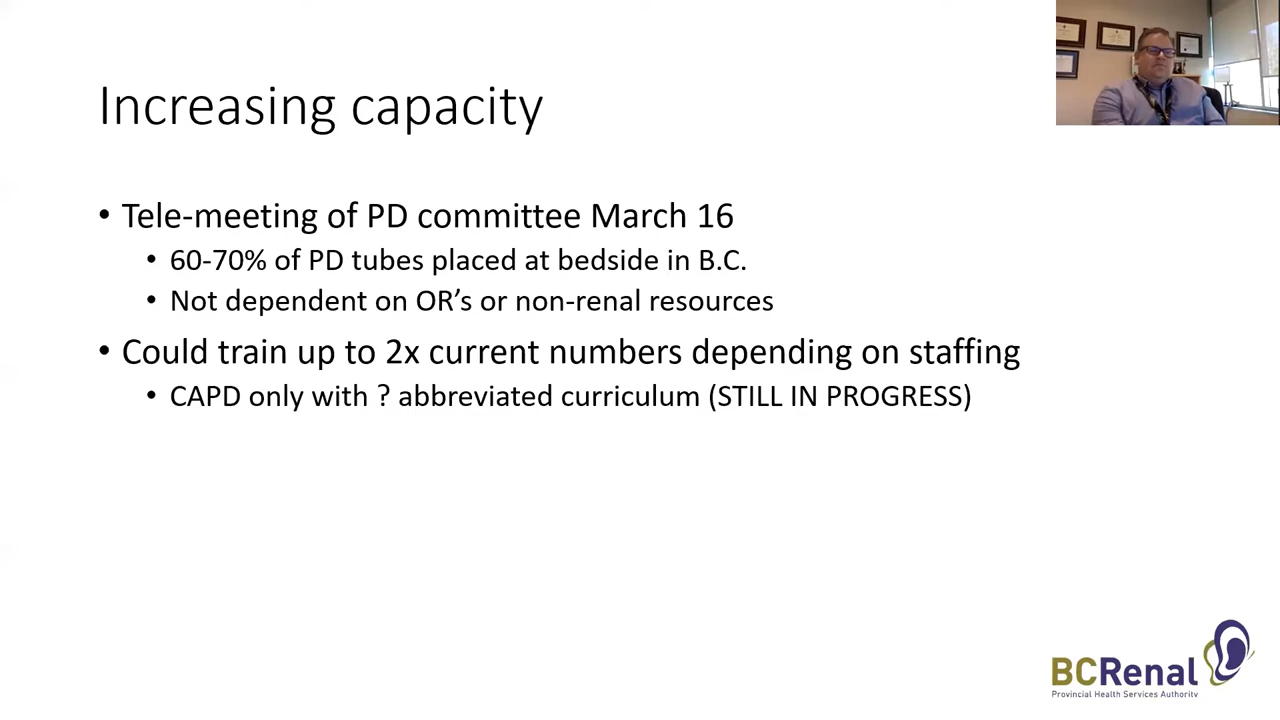 Increasing capacity
• Tele-meeting of PD committee March 16
• 60-70% of PD tubes placed at bedside in B.C.
• Not dependent on OR’s or non-renal resources
• Could train up to 2x current numbers depending on staffing
• CAPD only with ? abbreviated curriculum (STILL IN PROGRESS)
BCRenal
Provincial Health Services Authority